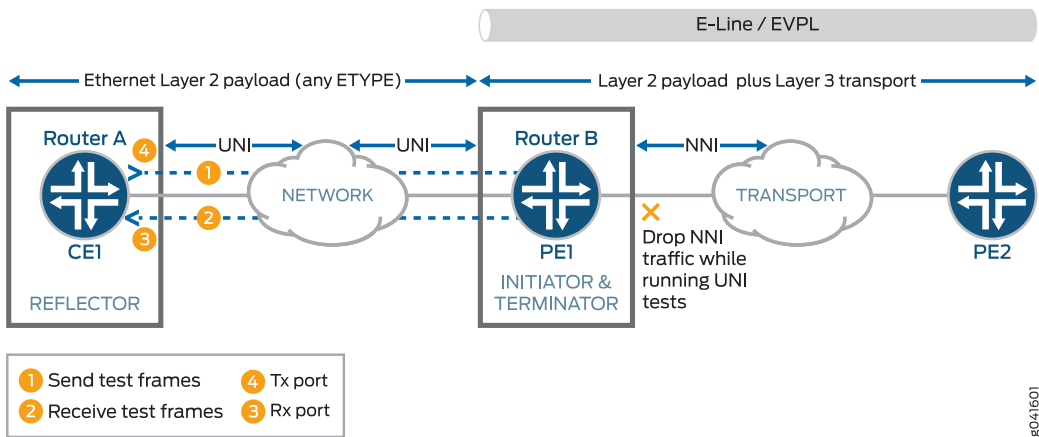 E-Line / EVPL
Ethernet Layer 2 payload (any ETYPE)
Layer 2 payload plus Layer 3 transport
Router A
4
UNI
UNI
Router B
NNI
1
NETWORK
TRANSPORT
2
3
CE1
PE1
PE2
Drop NNI
traffic while
running UNI
tests
REFLECTOR
INITIATOR &
TERMINATOR
1 Send test frames
4 Tx port
2 Receive test frames
3 Rx port
g041601